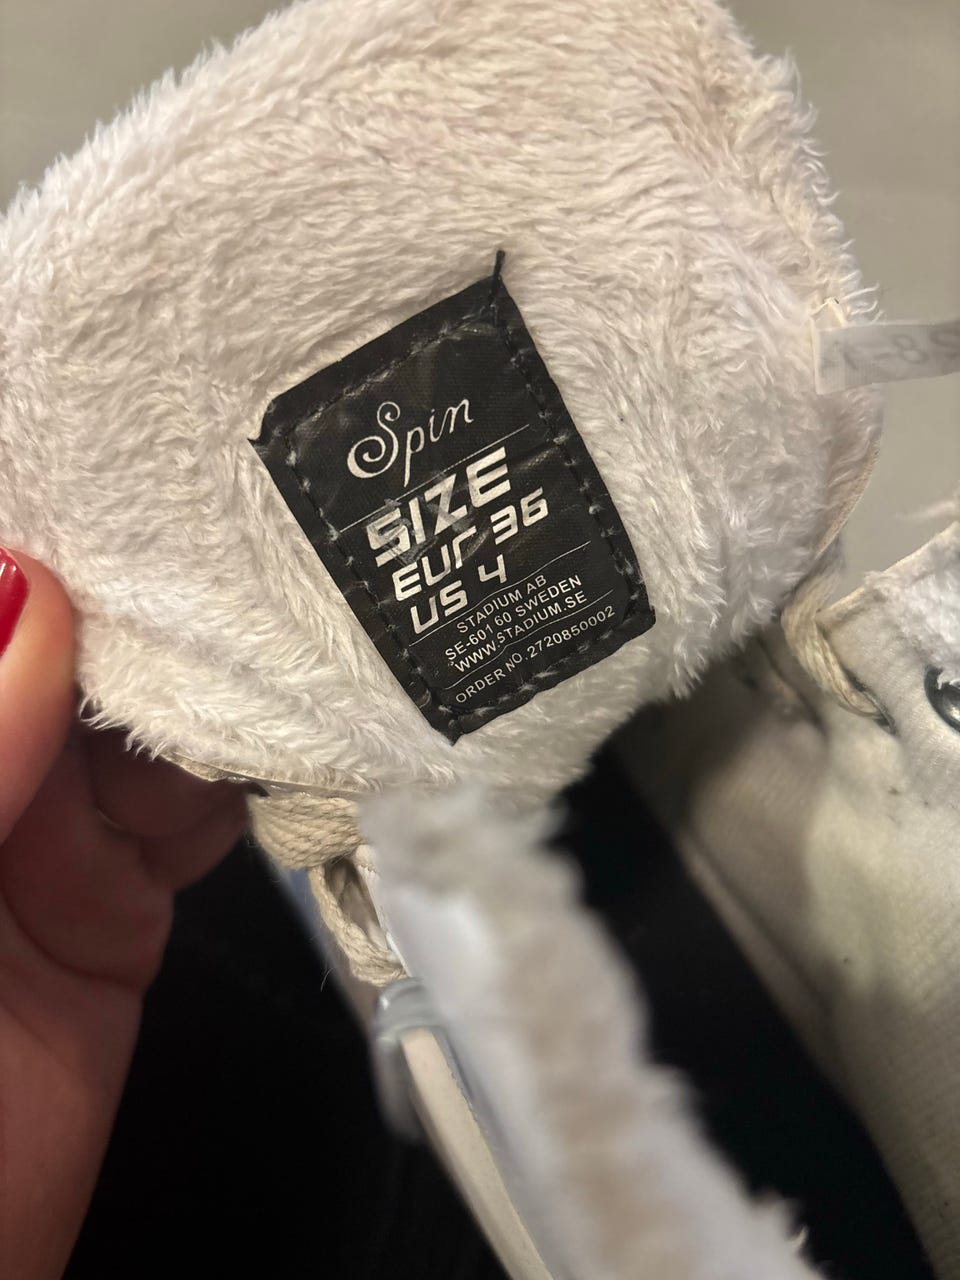 Spin
SIZE
EUR 36
US 4
STADIUM AB
SE-601 60 SWEDEN
WWW.STADIUM.SE
ORDER NO. 2720850002